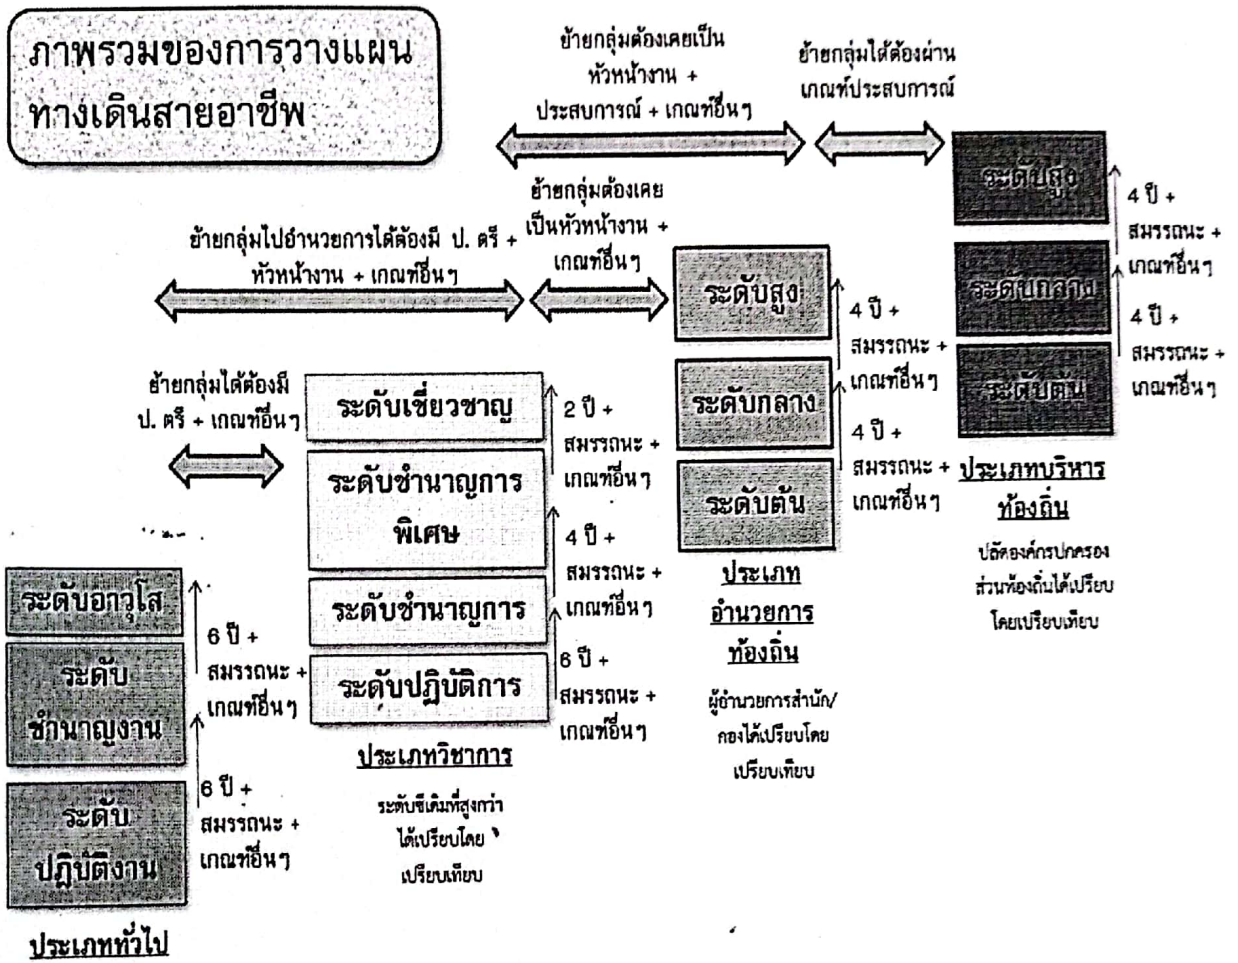 ภาพรวมของการวางแผน
ทางเดินสายอาชีพ
ย้ายกลุ่มต้องเคยเป็น
หัวหน้างาน +
ประสบการณ์ + เกณฑ์อื่นๆ
ย้ายกลุ่มได้ต้องผ่าน
เกณฑ์ประสบการณ์
ย้ายกลุ่มต้องเคย
เป็นหัวหน้างาน +
เกณฑ์อื่นๆ
ย้ายกลุ่มไปอำนวยการได้ต้องมี ป. ตรี +
หัวหน้างาน + เกณฑ์อื่นๆ
ย้ายกลุ่มได้ต้องมี
ป. ตรี + เกณฑ์อื่นๆ
ระดับอาวุโส
6 ปี +
สมรรถนะ +
เกณฑ์อื่นๆ
ระดับ
ชำนาญงาน
6 ปี +
สมรรถนะ +
เกณฑ์อื่นๆ
ระดับ
ปฏิบัติงาน
ประเภททั่วไป
ระดับเชี่ยวชาญ
2 ปี +
สมรรถนะ +
เกณฑ์อื่นๆ
ระดับชำนาญการ
พิเศษ
4 ปี +
สมรรถนะ +
เกณฑ์อื่นๆ
ระดับชำนาญการ
6 ปี +
สมรรถนะ +
เกณฑ์อื่นๆ
ระดับปฏิบัติการ
ประเภทวิชาการ
ระดับซีเดิมที่สูงกว่า
ได้เปรียบโดย
เปรียบเทียบ
ระดับสูง
4 ปี +
สมรรถนะ +
เกณฑ์อื่นๆ
ระดับกลาง
4 ปี +
สมรรถนะ +
เกณฑ์อื่นๆ
ระดับต้น
ประเภท
อำนวยการ
ท้องถิ่น
ผู้อำนวยการสำนัก/
กองได้เปรียบโดย
เปรียบเทียบ
ระดับสูง
4 ปี +
สมรรถนะ +
เกณฑ์อื่นๆ
ระดับกลาง
4 ปี +
สมรรถนะ +
เกณฑ์อื่นๆ
ระดับต้น
ประเภทบริหาร
ท้องถิ่น
ปลัดองค์กรปกครอง
ส่วนท้องถิ่นได้เปรียบ
โดยเปรียบเทียบ